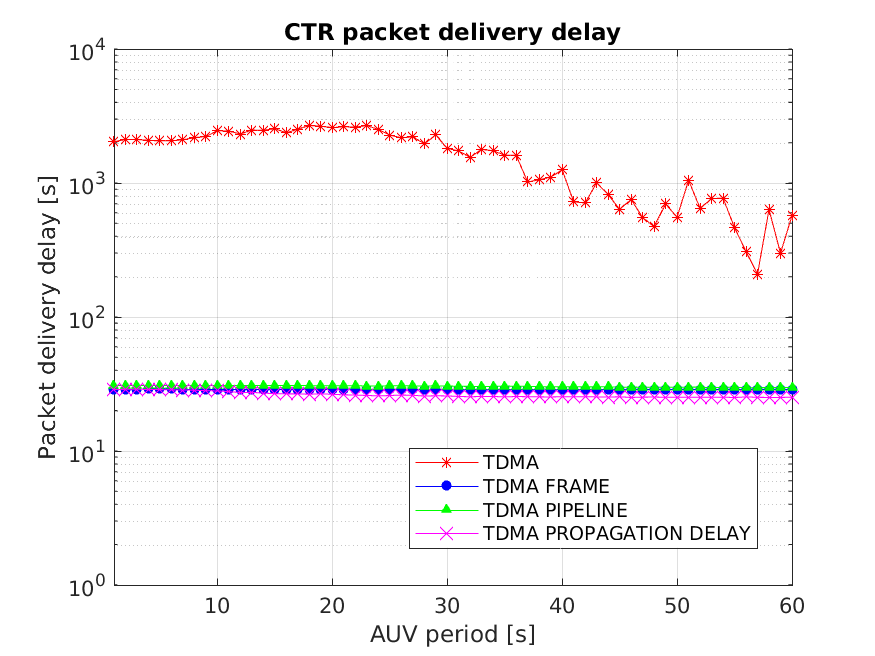 CTR packet delivery delay
Packet delivery delay [s]
10^4
10^3
10^2
10^1
10^0
TDMA
TDMA FRAME
TDMA PIPELINE
TDMA PROPAGATION DELAY
10 20 30 40 50 60
AUV period [s]